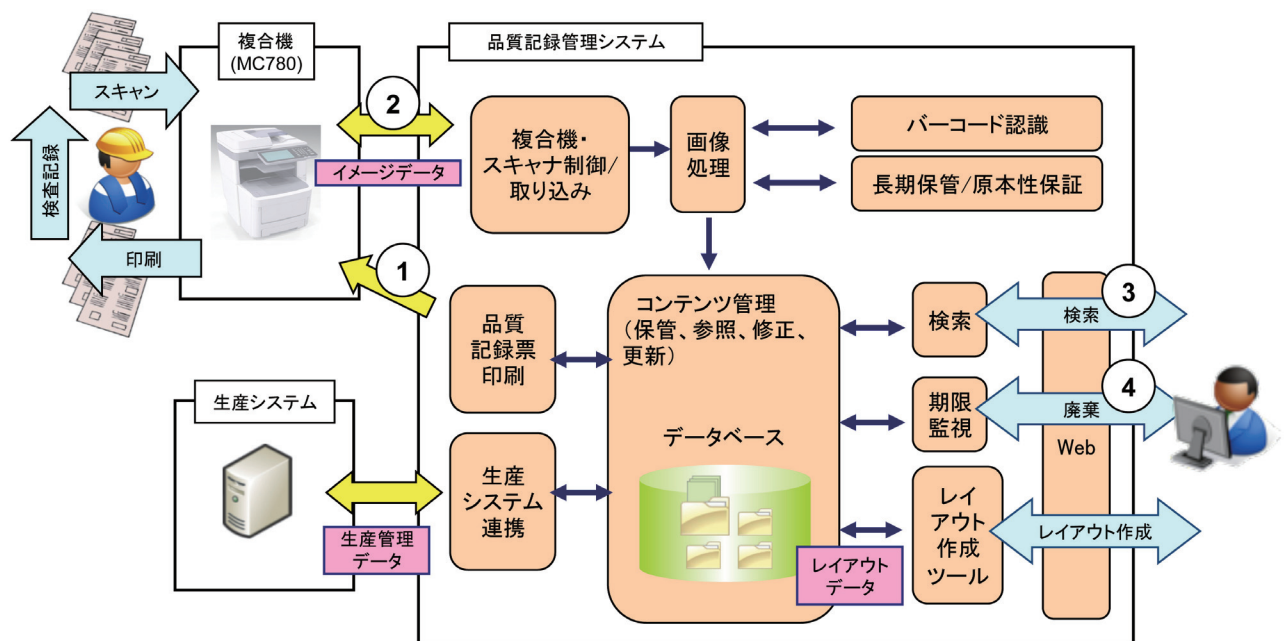 複合機
(MC780)
品質記録管理システム
スキャン
検査記録
印刷
2
イメージデータ
複合機・
スキャナ制御/
取り込み
画像
処理
バーコード認識
長期保管/原本性保証
1
品質
記録票
印刷
コンテンツ管理
(保管、参照、修正、
更新)
検索
3
検索
期限
監視
4
廃棄
Web
データベース
生産システム
生産
システム
連携
生産管理
データ
レイアウト
データ
レイ
アウト
作成
ツール
レイアウト作成